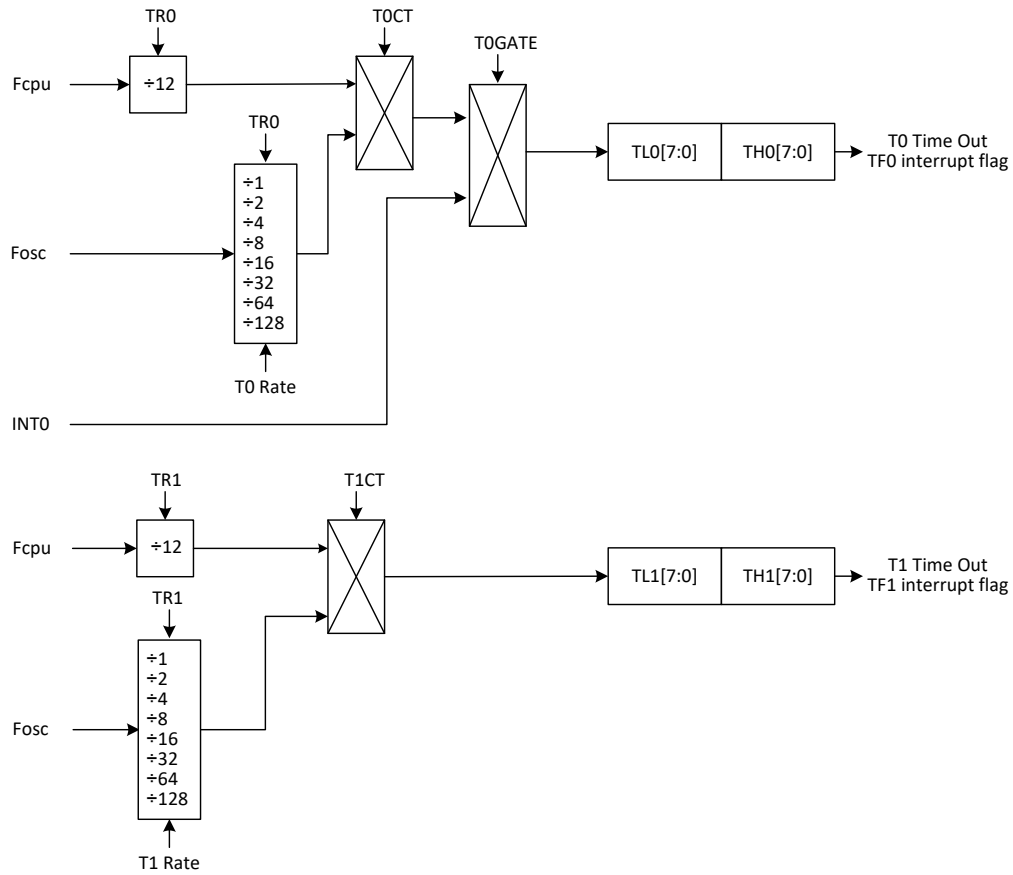 TR0
T0CT
T0GATE
Fcpu
÷12
TR0
÷1
÷2
÷4
÷8
÷16
÷32
÷64
÷128
Fosc
T0 Rate
INT0
TL0[7:0]
TH0[7:0]
T0 Time Out
TF0 interrupt flag
TR1
T1CT
Fcpu
÷12
TR1
÷1
÷2
÷4
÷8
÷16
÷32
÷64
÷128
Fosc
T1 Rate
TL1[7:0]
TH1[7:0]
T1 Time Out
TF1 interrupt flag